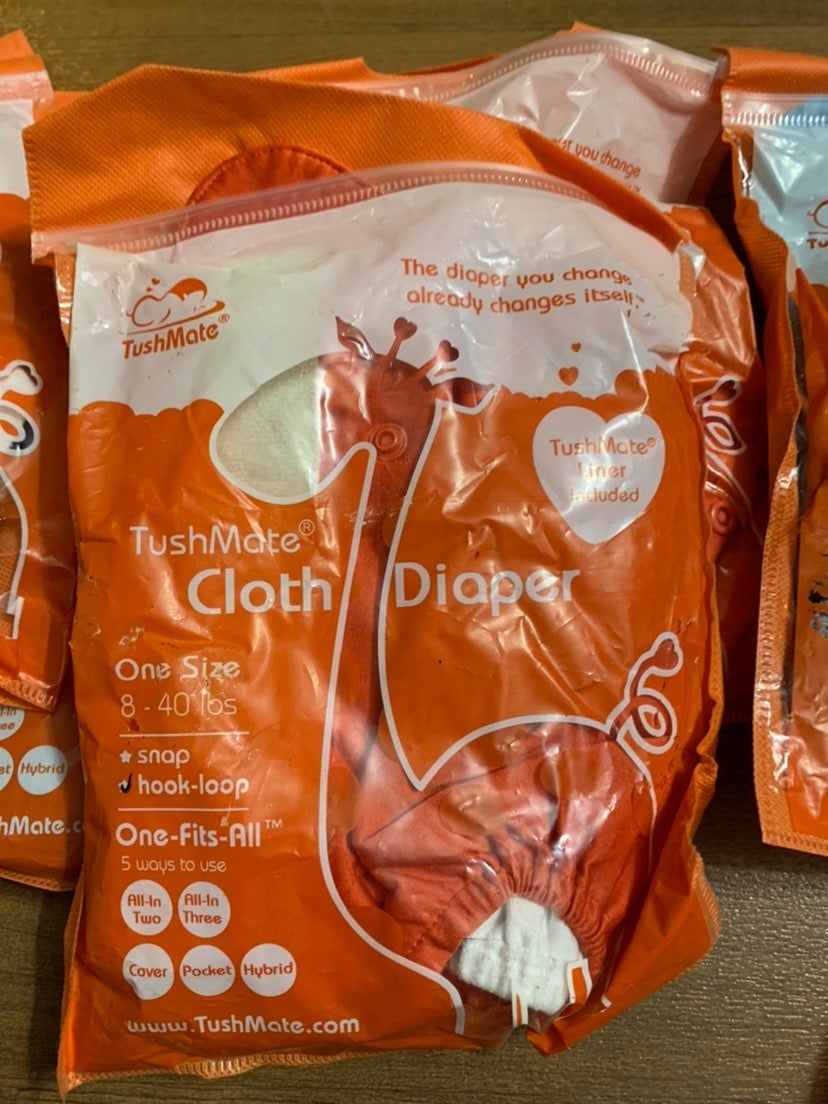 The diaper you change
already changes itself.™
TushMate®
TushMate®
Liner
included
TushMate®
Cloth Diaper
One Size
8 - 40 lbs
snap
hook-loop
One-Fits-All™
5 ways to use
All-In
Two
All-In
Three
Cover
Pocket
Hybrid
www.TushMate.com
you change
Hybrid